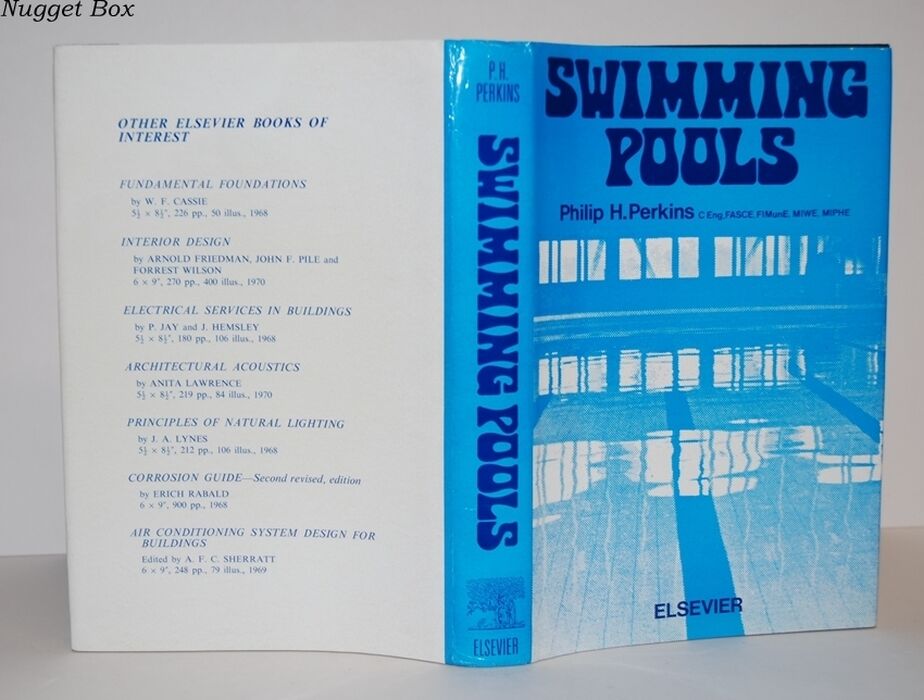 Nugget Box
OTHER ELSEVIER BOOKS OF
INTEREST
FUNDAMENTAL FOUNDATIONS
by W. F. CASSIE
5½ × 8½", 226 pp., 50 illus., 1968
INTERIOR DESIGN
by ARNOLD FRIEDMAN, JOHN F. PILE and
FORREST WILSON
6 × 9", 270 pp., 400 illus., 1970
ELECTRICAL SERVICES IN BUILDINGS
by P. JAY and J. HEMSLEY
5½ × 8½", 180 pp., 106 illus., 1968
ARCHITECTURAL ACOUSTICS
by ANITA LAWRENCE
5½ × 8½", 219 pp., 84 illus., 1970
PRINCIPLES OF NATURAL LIGHTING
by J. A. LYNES
5½ × 8½", 212 pp., 106 illus., 1968
CORROSION GUIDE—Second revised, edition
by ERICH RABALD
6 × 9", 900 pp., 1968
AIR CONDITIONING SYSTEM DESIGN FOR
BUILDINGS
Edited by A. F. C. SHERRATT
6 × 9", 248 pp., 79 illus., 1969
P. H.
PERKINS
SWIMMING POOLS
ELSEVIER
SWIMMING
POOLS
Philip H. Perkins C Eng, FASCE, FIMunE, MIWE, MIPHE
ELSEVIER